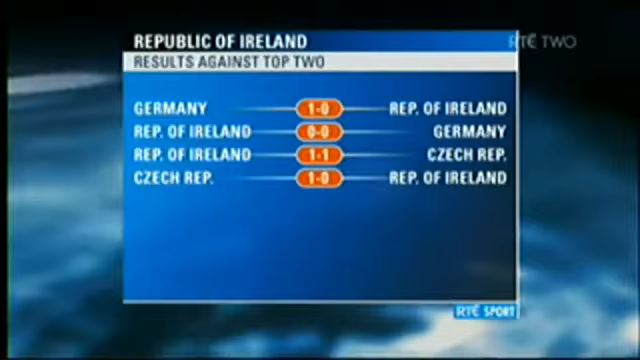 REPUBLIC OF IRELAND
RTÉ TWO
RESULTS AGAINST TOP TWO
GERMANY 1-0 REP. OF IRELAND
REP. OF IRELAND 0-0 GERMANY
REP. OF IRELAND 1-1 CZECH REP.
CZECH REP. 1-0 REP. OF IRELAND
RTÉ SPORT